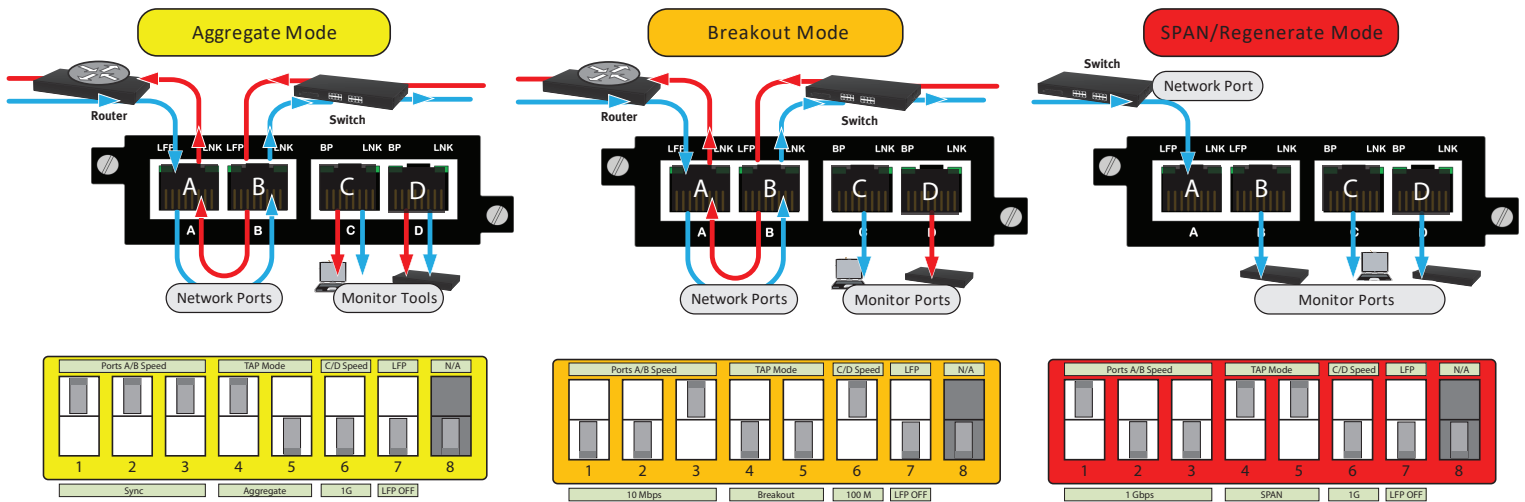 Aggregate Mode
Router
Switch
LFP LNK LFP LNK BP LNK BP LNK
A B C D
A B C D
Network Ports
Monitor Tools
Ports A/B Speed TAP Mode C/D Speed LFP N/A
1 2 3 4 5 6 7 8
Sync Aggregate 1G LFP OFF
Breakout Mode
Router
Switch
LFP LNK LFP LNK BP LNK BP LNK
A B C D
A B C D
Network Ports
Monitor Ports
Ports A/B Speed TAP Mode C/D Speed LFP N/A
1 2 3 4 5 6 7 8
10 Mbps Breakout 100 M LFP OFF
SPAN/Regenerate Mode
Switch
Network Port
LFP LNK LFP LNK BP LNK BP LNK
A B C D
A B C D
Monitor Ports
Ports A/B Speed TAP Mode C/D Speed LFP N/A
1 2 3 4 5 6 7 8
1 Gbps SPAN 1G LFP OFF